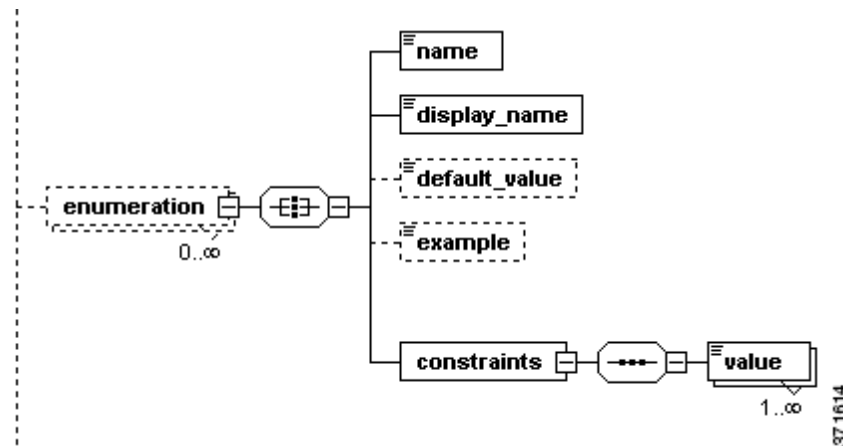 name
display_name
default_value
enumeration
0..∞
example
constraints
value
1..∞
371614